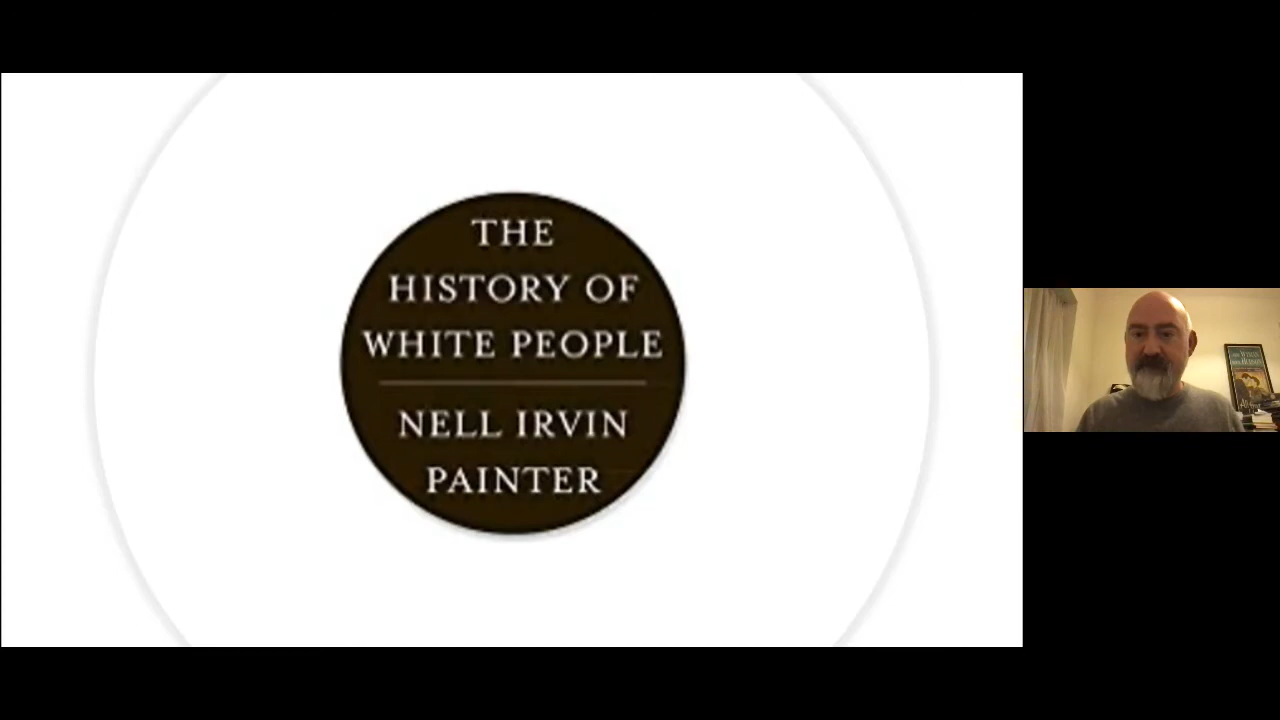 THE
HISTORY OF
WHITE PEOPLE
NELL IRVIN
PAINTER